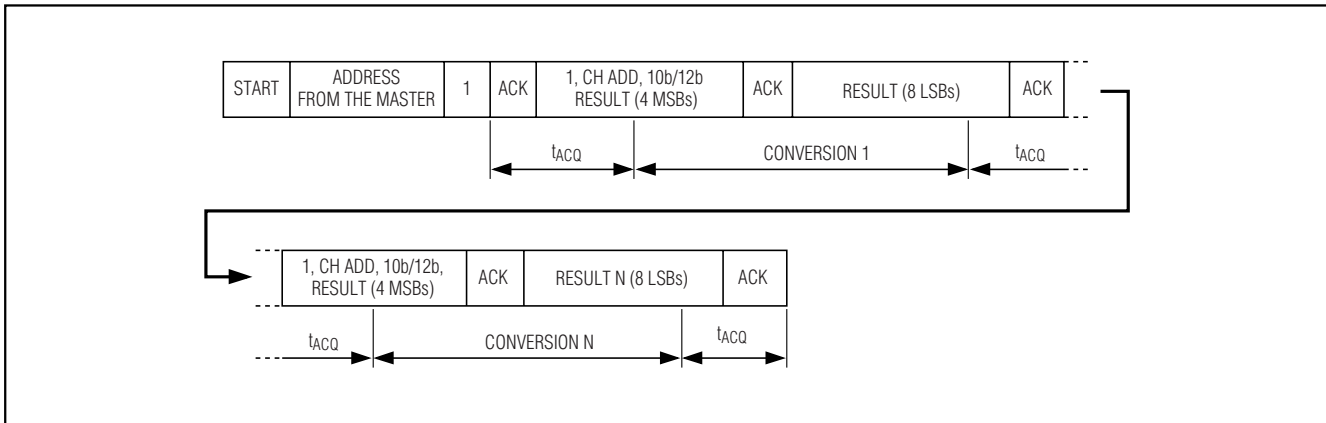 START
ADDRESS
FROM THE MASTER
1
ACK
1, CH ADD, 10b/12b
RESULT (4 MSBs)
ACK
RESULT (8 LSBs)
ACK
tACQ
CONVERSION 1
tACQ
1, CH ADD, 10b/12b,
RESULT (4 MSBs)
ACK
RESULT N (8 LSBs)
ACK
tACQ
CONVERSION N
tACQ